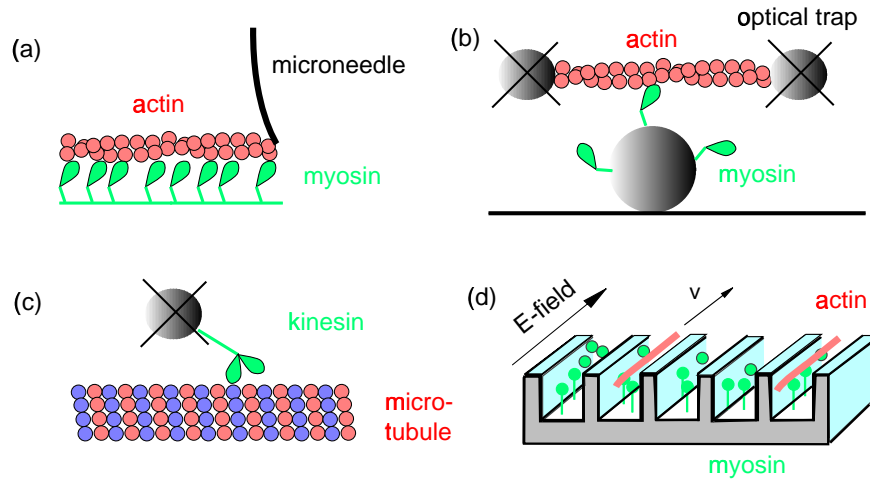 (a)
microneedle
actin
myosin
(b)
optical trap
actin
myosin
(c)
kinesin
micro-
tubule
(d)
E-field
v
actin
myosin